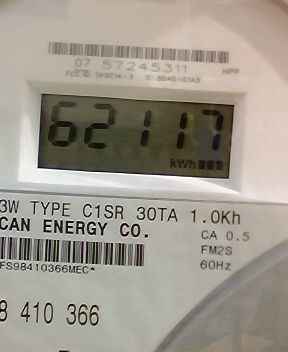 07 57245311
NPP
62117
kWh
3W TYPE C1SR 30TA 1.0Kh
CAN ENERGY CO.
CA 0.5
FM2S
60Hz
FS98410366MEC*
8 410 366